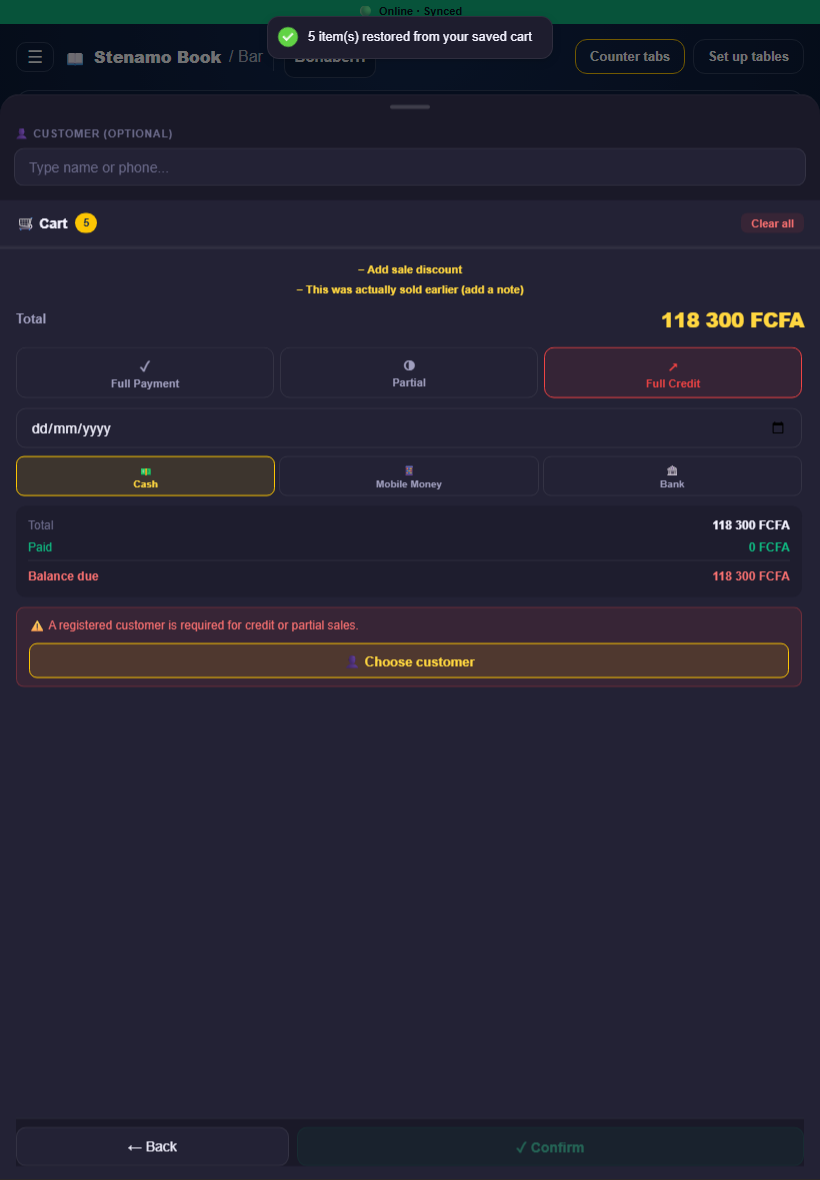 Online · Synced
5 item(s) restored from your saved cart
Stenamo Book / Bar
Counter tabs
Set up tables
CUSTOMER (OPTIONAL)
Type name or phone...
Cart 5
Clear all
– Add sale discount
– This was actually sold earlier (add a note)
Total 118 300 FCFA
✓ Full Payment
Partial
↗ Full Credit
dd/mm/yyyy
Cash
Mobile Money
Bank
Total 118 300 FCFA
Paid 0 FCFA
Balance due 118 300 FCFA
A registered customer is required for credit or partial sales.
Choose customer
← Back
✓ Confirm